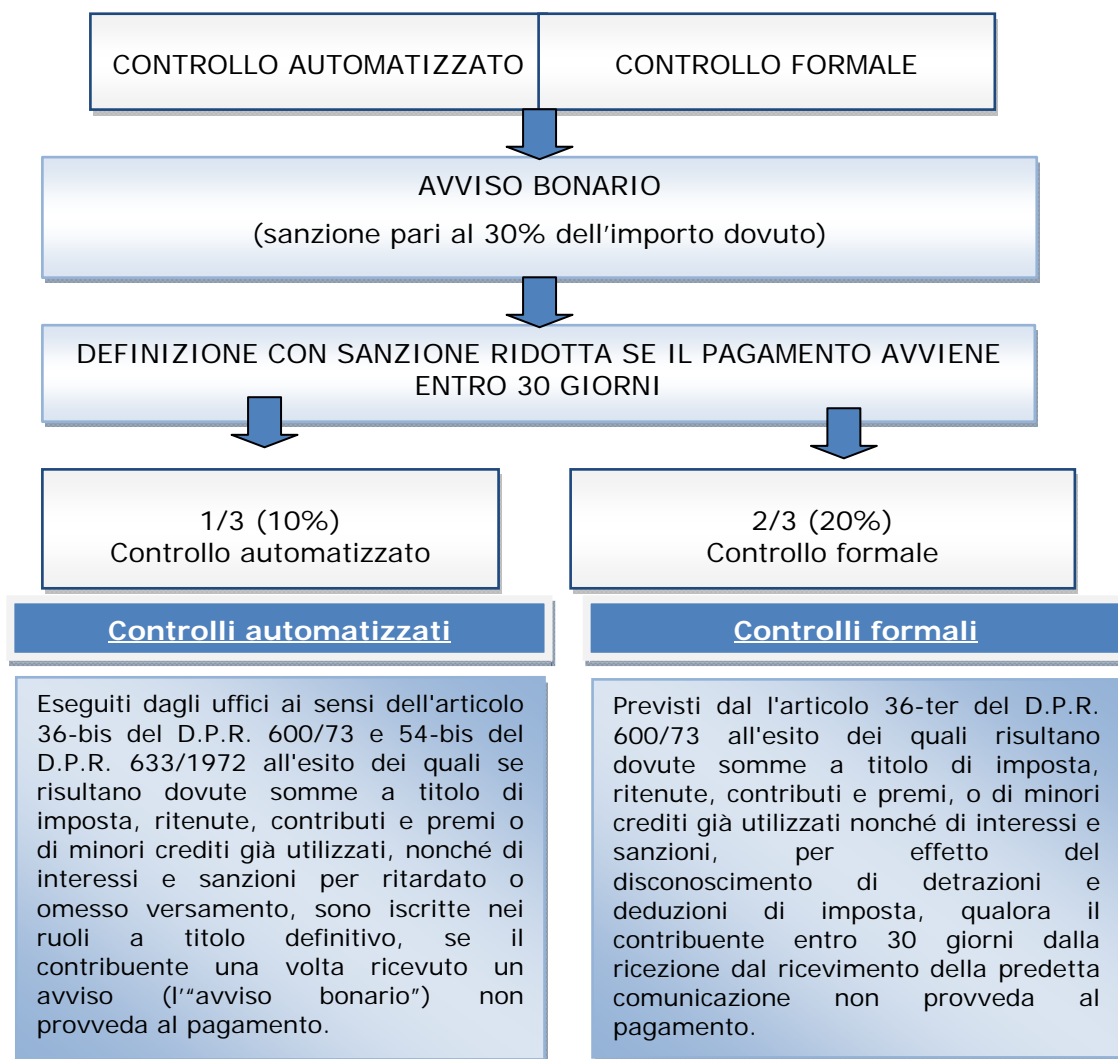 CONTROLLO AUTOMATIZZATO
CONTROLLO FORMALE
AVVISO BONARIO
(sanzione pari al 30% dell'importo dovuto)
DEFINIZIONE CON SANZIONE RIDOTTA SE IL PAGAMENTO AVVIENE
ENTRO 30 GIORNI
1/3 (10%)
Controllo automatizzato
2/3 (20%)
Controllo formale
Controlli automatizzati
Eseguiti dagli uffici ai sensi dell'articolo
36-bis del D.P.R. 600/73 e 54-bis del
D.P.R. 633/1972 all'esito dei quali se
risultano dovute somme a titolo di
imposta, ritenute, contributi e premi o
di minori crediti già utilizzati, nonché di
interessi e sanzioni per ritardato o
omesso versamento, sono iscritte nei
ruoli a titolo definitivo, se il
contribuente una volta ricevuto un
avviso (l'"avviso bonario") non
provveda al pagamento.
Controlli formali
Previsti dal l'articolo 36-ter del D.P.R.
600/73 all'esito dei quali risultano
dovute somme a titolo di imposta,
ritenute, contributi e premi, o di minori
crediti già utilizzati nonché di interessi e
sanzioni, per effetto del
disconoscimento di detrazioni e
deduzioni di imposta, qualora il
contribuente entro 30 giorni dalla
ricezione dal ricevimento della predetta
comunicazione non provveda al
pagamento.